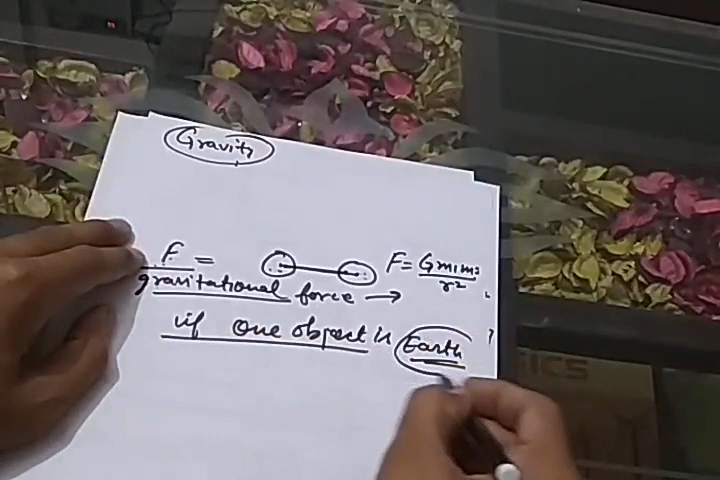 Gravity
F = F = Gm1m2/r²
gravitational force →
if one object is Earth